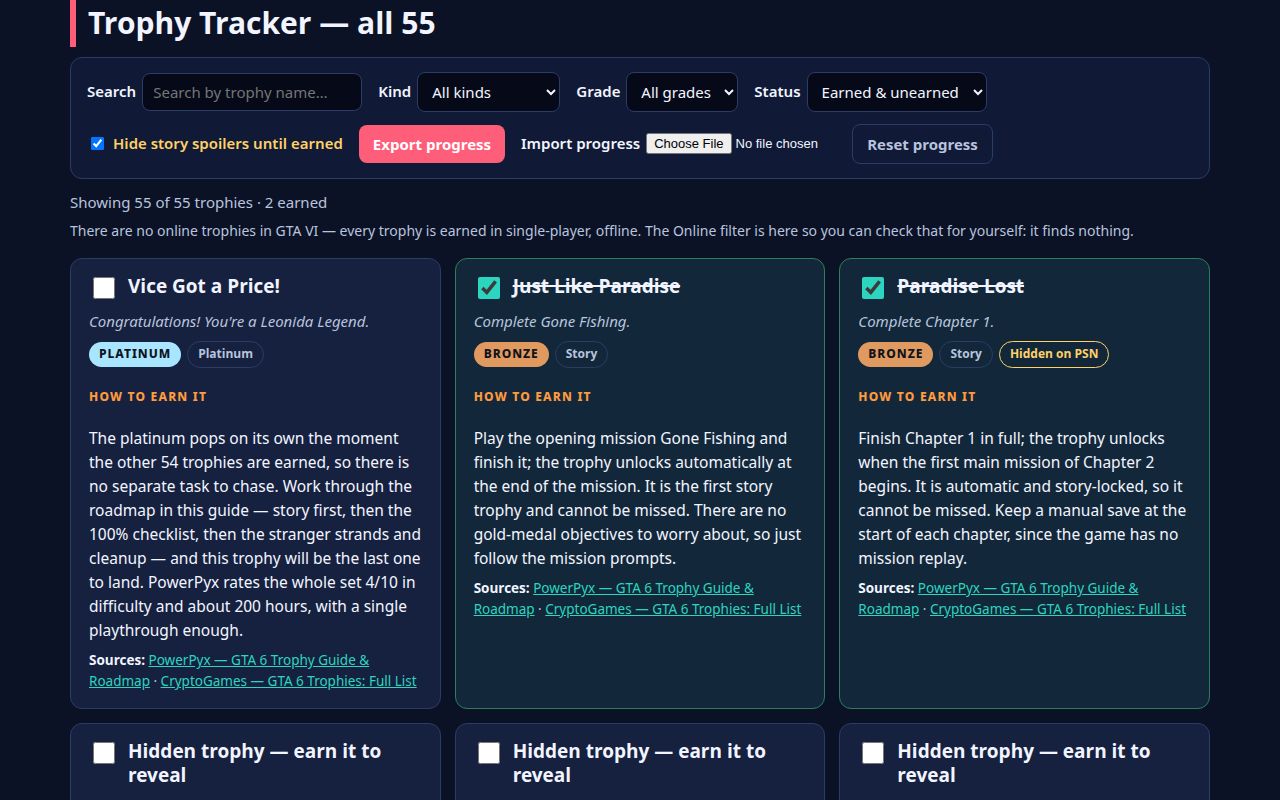 Trophy Tracker — all 55
Search Search by trophy name... Kind All kinds Grade All grades Status Earned & unearned
Hide story spoilers until earned Export progress Import progress Choose File No file chosen Reset progress
Showing 55 of 55 trophies · 2 earned
There are no online trophies in GTA VI — every trophy is earned in single-player, offline. The Online filter is here so you can check that for yourself: it finds nothing.
Vice Got a Price!
Congratulations! You're a Leonida Legend.
PLATINUM Platinum
HOW TO EARN IT
The platinum pops on its own the moment
the other 54 trophies are earned, so there is
no separate task to chase. Work through the
roadmap in this guide — story first, then the
100% checklist, then the stranger strands and
cleanup — and this trophy will be the last one
to land. PowerPyx rates the whole set 4/10 in
difficulty and about 200 hours, with a single
playthrough enough.
Sources: PowerPyx — GTA 6 Trophy Guide &
Roadmap · CryptoGames — GTA 6 Trophies: Full List
Just Like Paradise
Complete Gone Fishing.
BRONZE Story
HOW TO EARN IT
Play the opening mission Gone Fishing and
finish it; the trophy unlocks automatically at
the end of the mission. It is the first story
trophy and cannot be missed. There are no
gold-medal objectives to worry about, so just
follow the mission prompts.
Sources: PowerPyx — GTA 6 Trophy Guide &
Roadmap · CryptoGames — GTA 6 Trophies: Full List
Paradise Lost
Complete Chapter 1.
BRONZE Story Hidden on PSN
HOW TO EARN IT
Finish Chapter 1 in full; the trophy unlocks
when the first main mission of Chapter 2
begins. It is automatic and story-locked, so it
cannot be missed. Keep a manual save at the
start of each chapter, since the game has no
mission replay.
Sources: PowerPyx — GTA 6 Trophy Guide &
Roadmap · CryptoGames — GTA 6 Trophies: Full List
Hidden trophy — earn it to
reveal
Hidden trophy — earn it to
reveal
Hidden trophy — earn it to
reveal